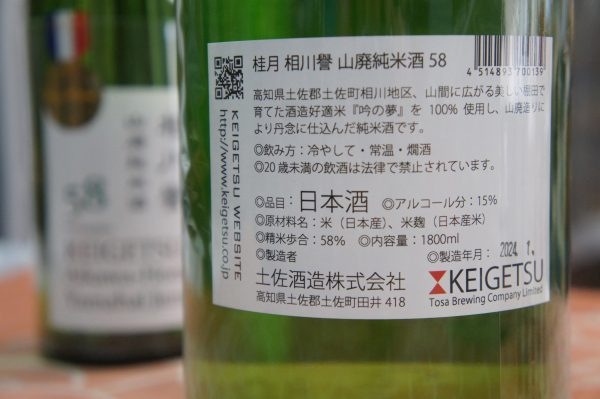 桂月 相川誉 山廃純米酒 58
4 514893 700139
高知県土佐郡土佐町相川地区、山間に広がる美しい棚田で
育てた酒造好適米『吟の夢』を 100% 使用し、山廃造りに
より丹念に仕込んだ純米酒です。
◎飲み方：冷やして・常温・燗酒
◎20 歳未満の飲酒は法律で禁止されています。
◎品目：日本酒 ◎アルコール分：15%
◎原材料名：米（日本産）、米麹（日本産米）
◎精米歩合：58% ◎内容量：1800ml
◎製造者 ◎製造年月：2024. 1.
土佐酒造株式会社
高知県土佐郡土佐町田井 418
KEIGETSU
Tosa Brewing Company Limited
KEIGETSU WEBSITE
http://www.keigetsu.co.jp
58